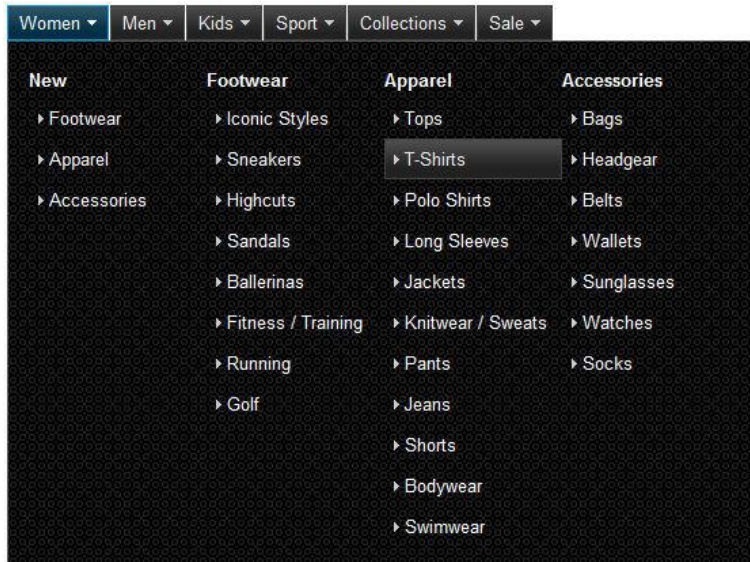 Women
Men
Kids
Sport
Collections
Sale
New
Footwear
Apparel
Accessories
Footwear
Iconic Styles
Sneakers
Highcuts
Sandals
Ballerinas
Fitness / Training
Running
Golf
Apparel
Tops
T-Shirts
Polo Shirts
Long Sleeves
Jackets
Knitwear / Sweats
Pants
Jeans
Shorts
Bodywear
Swimwear
Accessories
Bags
Headgear
Belts
Wallets
Sunglasses
Watches
Socks